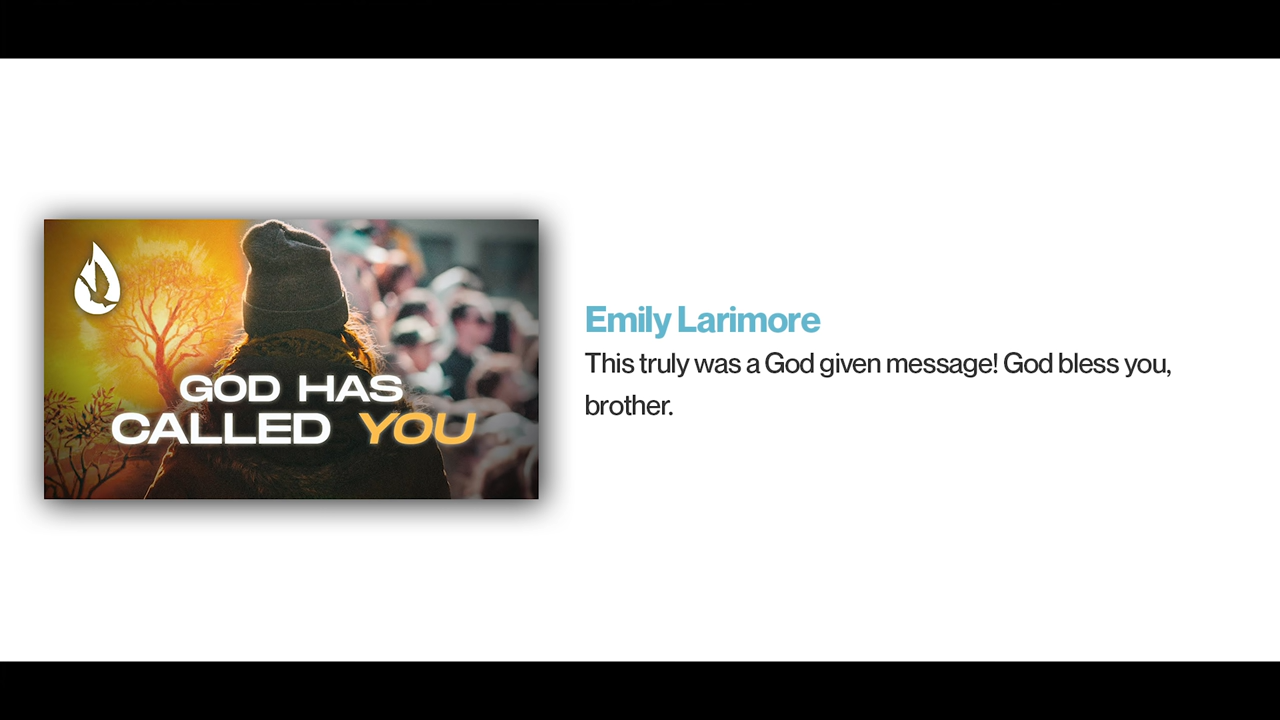 GOD HAS
CALLED YOU
Emily Larimore
This truly was a God given message! God bless you,
brother.